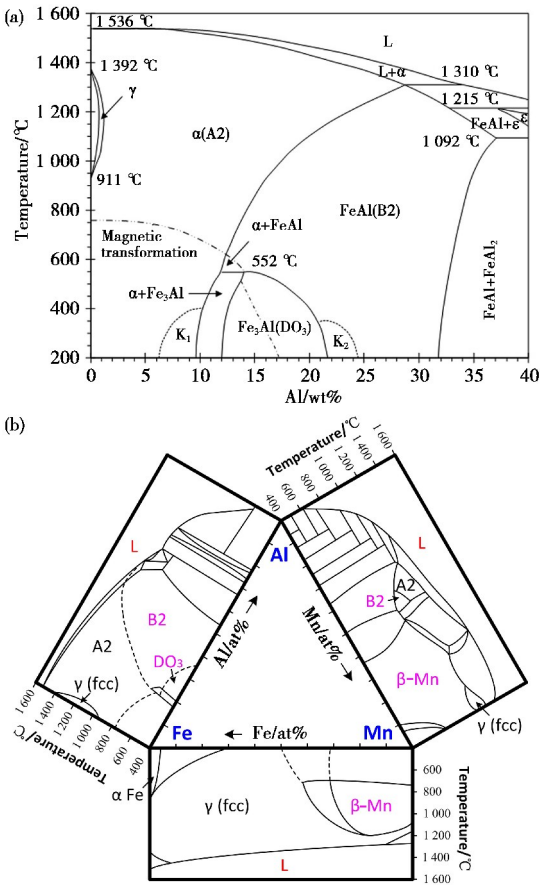 (a)
1 600
1 400
1 200
1 000
800
600
400
200
Temperature/℃
1 536 ℃
1 392 ℃
γ
911 ℃
α(A2)
L
L+α
1 310 ℃
1 215 ℃
ε
FeAl+ε
1 092 ℃
FeAl(B2)
α+FeAl
552 ℃
Magnetic
transformation
α+Fe3Al
K1
Fe3Al(DO3)
K2
FeAl+FeAl2
0
5
10
15
20
25
30
35
40
Al/wt%
(b)
Temperature/℃
400
600
800
1 000
1 200
1 400
1 600
L
Al
L
B2
A2
A2
B2
DO3
Al/at%
Mn/at%
β-Mn
γ (fcc)
γ (fcc)
1 600
1 400
1 200
1 000
800
600
400
Temperature/℃
Fe
Fe/at%
Mn
α Fe
γ (fcc)
β-Mn
L
600
800
1 000
1 200
1 400
1 600
Temperature/℃